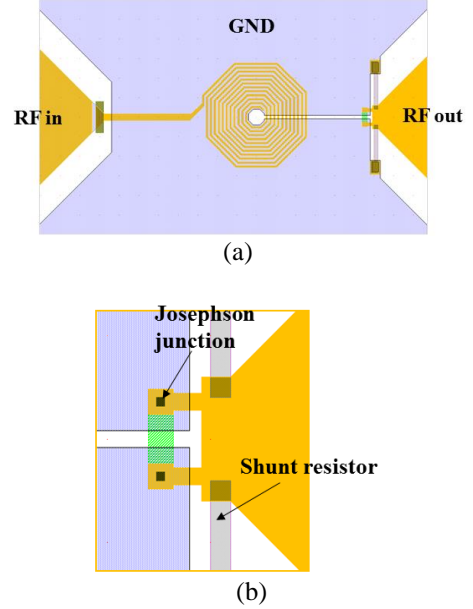 GND
RF in
RF out
(a)
Josephson
junction
Shunt resistor
(b)